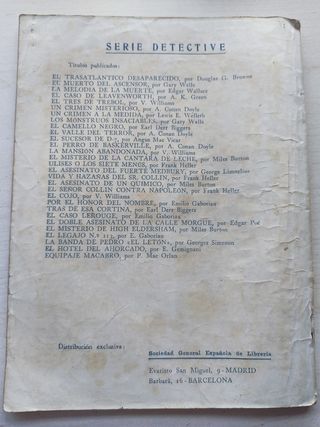 SERIE DETECTIVE
Títulos publicados:
EL TRASATLANTICO DESAPARECIDO, por Douglas G. Browne
EL MUERTO DEL ASCENSOR, por Gary Wells
LA MELODIA DE LA MUERTE, por Edgar Wallace
EL CASO DE LEAVENWORTH, por A. K. Green
EL TRES DE TREBOL, por V. Williams
UN CRIMEN MISTERIOSO, por A. Conan Doyle
UN CRIMEN A LA MEDIDA, por Lewis E. Welleth
LOS MONSTRUOS INSACIABLES, por Gary Wells
EL CAMELLO NEGRO, por Earl Derr Biggers
EL VALLE DEL TERROR, por A. Conan Doyle
EL SUCESOR DE D-7, por Angus Mac Vicar
EL PERRO DE BASKERVILLE, por A. Conan Doyle
LA MANSION ABANDONADA, por V. Williams
EL MISTERIO DE LA CANTARA DE LECHE, por Miles Burton
ULISES O LOS SIETE MENOS, por Frank Heller
EL ASESINATO DEL FUERTE MEDBURY, por George Limnelius
VIDA Y HAZAÑAS DEL SR. COLLIN, por Frank Heller
EL ASESINATO DE UN QUIMICO, por Miles Burton
EL SEÑOR COLLIN CONTRA NAPOLEON, por Frank Heller
EL COJO, por V. Williams
POR EL HONOR DEL NOMBRE, por Emilio Gaboriau
TRAS DE ESA CORTINA, por Earl Derr Biggers
EL CASO LEROUGE, por Emilio Gaboriau
EL DOBLE ASESINATO DE LA CALLE MORGUE, por Edgar Poe
EL MISTERIO DE HIGH ELDERSHAM, por Miles Burton
EL LEGAJO N.º 113, por E. Gaboriau
LA BANDA DE PEDRO «EL LETON», por Georges Simenon
EL HOTEL DEL AHORCADO, por E. Gemignani
EQUIPAJE MACABRO, por P. Mac Orlan
Distribución exclusiva:
Sociedad General Española de Librería
Evaristo San Miguel, 9 - MADRID
Barbará, 16 - BARCELONA